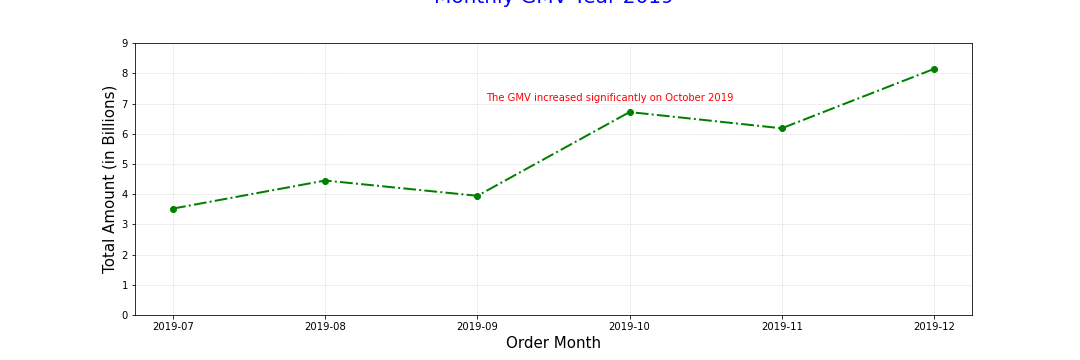 Monthly GMV Year 2019
9
8
The GMV increased significantly on October 2019
7
6
5
4
3
2
1
0
Total Amount (in Billions)
2019-07 2019-08 2019-09 2019-10 2019-11 2019-12
Order Month